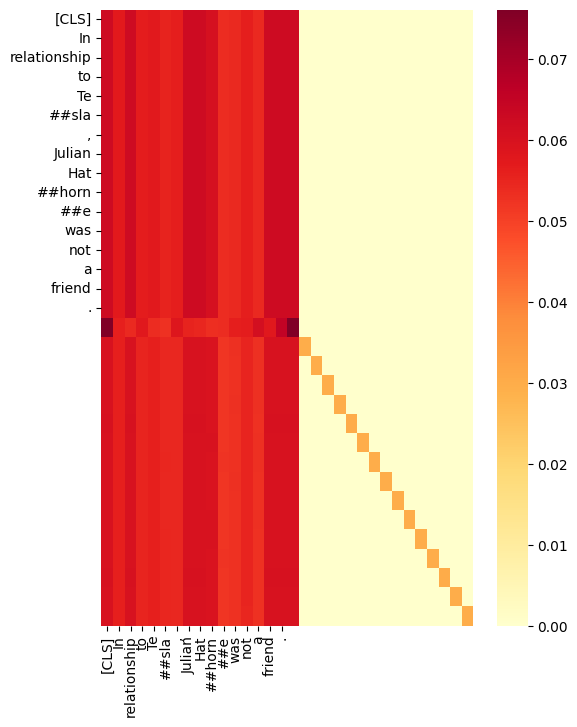 [CLS]
In
relationship
to
Te
##sla
,
Julian
Hat
##horn
##e
was
not
a
friend
.
[CLS]
In
relationship
to
Te
##sla
,
Julian
Hat
##horn
##e
was
not
a
friend
.
0.07
0.06
0.05
0.04
0.03
0.02
0.01
0.00